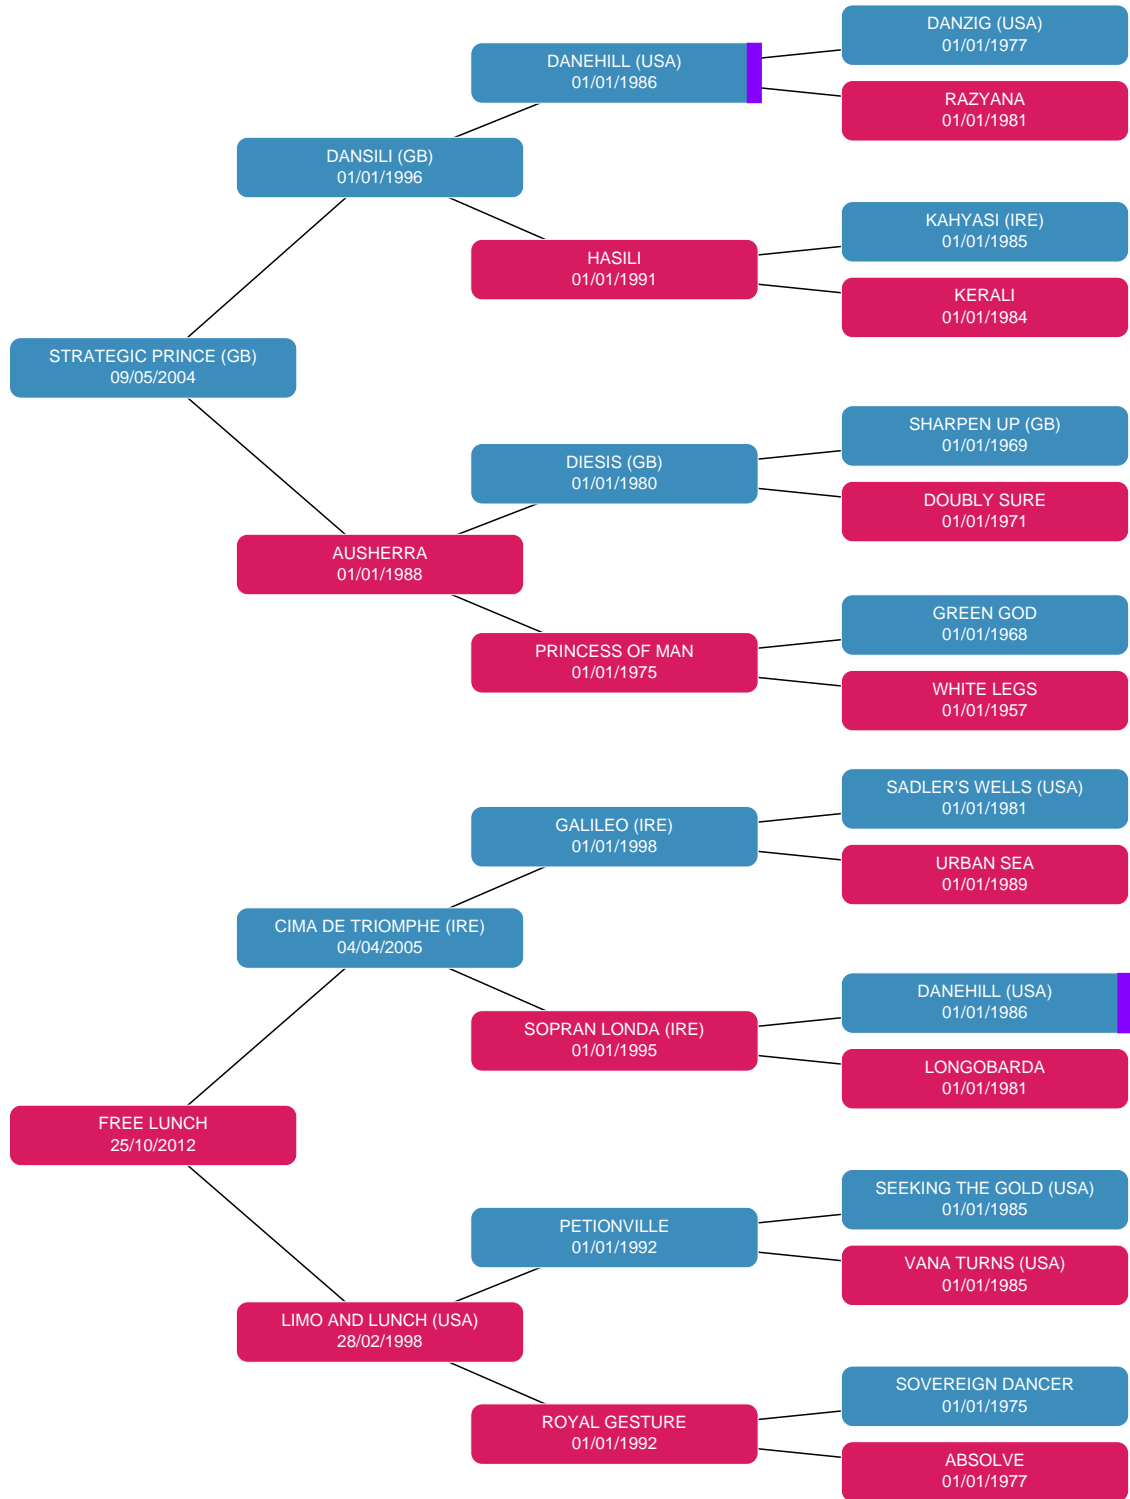 DANZIG (USA)
01/01/1977
DANEHILL (USA)
01/01/1986
RAZYANA
01/01/1981
DANSILI (GB)
01/01/1996
KAHYASI (IRE)
01/01/1985
HASILI
01/01/1991
KERALI
01/01/1984
STRATEGIC PRINCE (GB)
09/05/2004
SHARPEN UP (GB)
01/01/1969
DIESIS (GB)
01/01/1980
DOUBLY SURE
01/01/1971
AUSHERRA
01/01/1988
GREEN GOD
01/01/1968
PRINCESS OF MAN
01/01/1975
WHITE LEGS
01/01/1957
SADLER'S WELLS (USA)
01/01/1981
GALILEO (IRE)
01/01/1998
URBAN SEA
01/01/1989
CIMA DE TRIOMPHE (IRE)
04/04/2005
DANEHILL (USA)
01/01/1986
SOPRAN LONDA (IRE)
01/01/1995
LONGOBARDA
01/01/1981
FREE LUNCH
25/10/2012
SEEKING THE GOLD (USA)
01/01/1985
PETIONVILLE
01/01/1992
VANA TURNS (USA)
01/01/1985
LIMO AND LUNCH (USA)
28/02/1998
SOVEREIGN DANCER
01/01/1975
ROYAL GESTURE
01/01/1992
ABSOLVE
01/01/1977